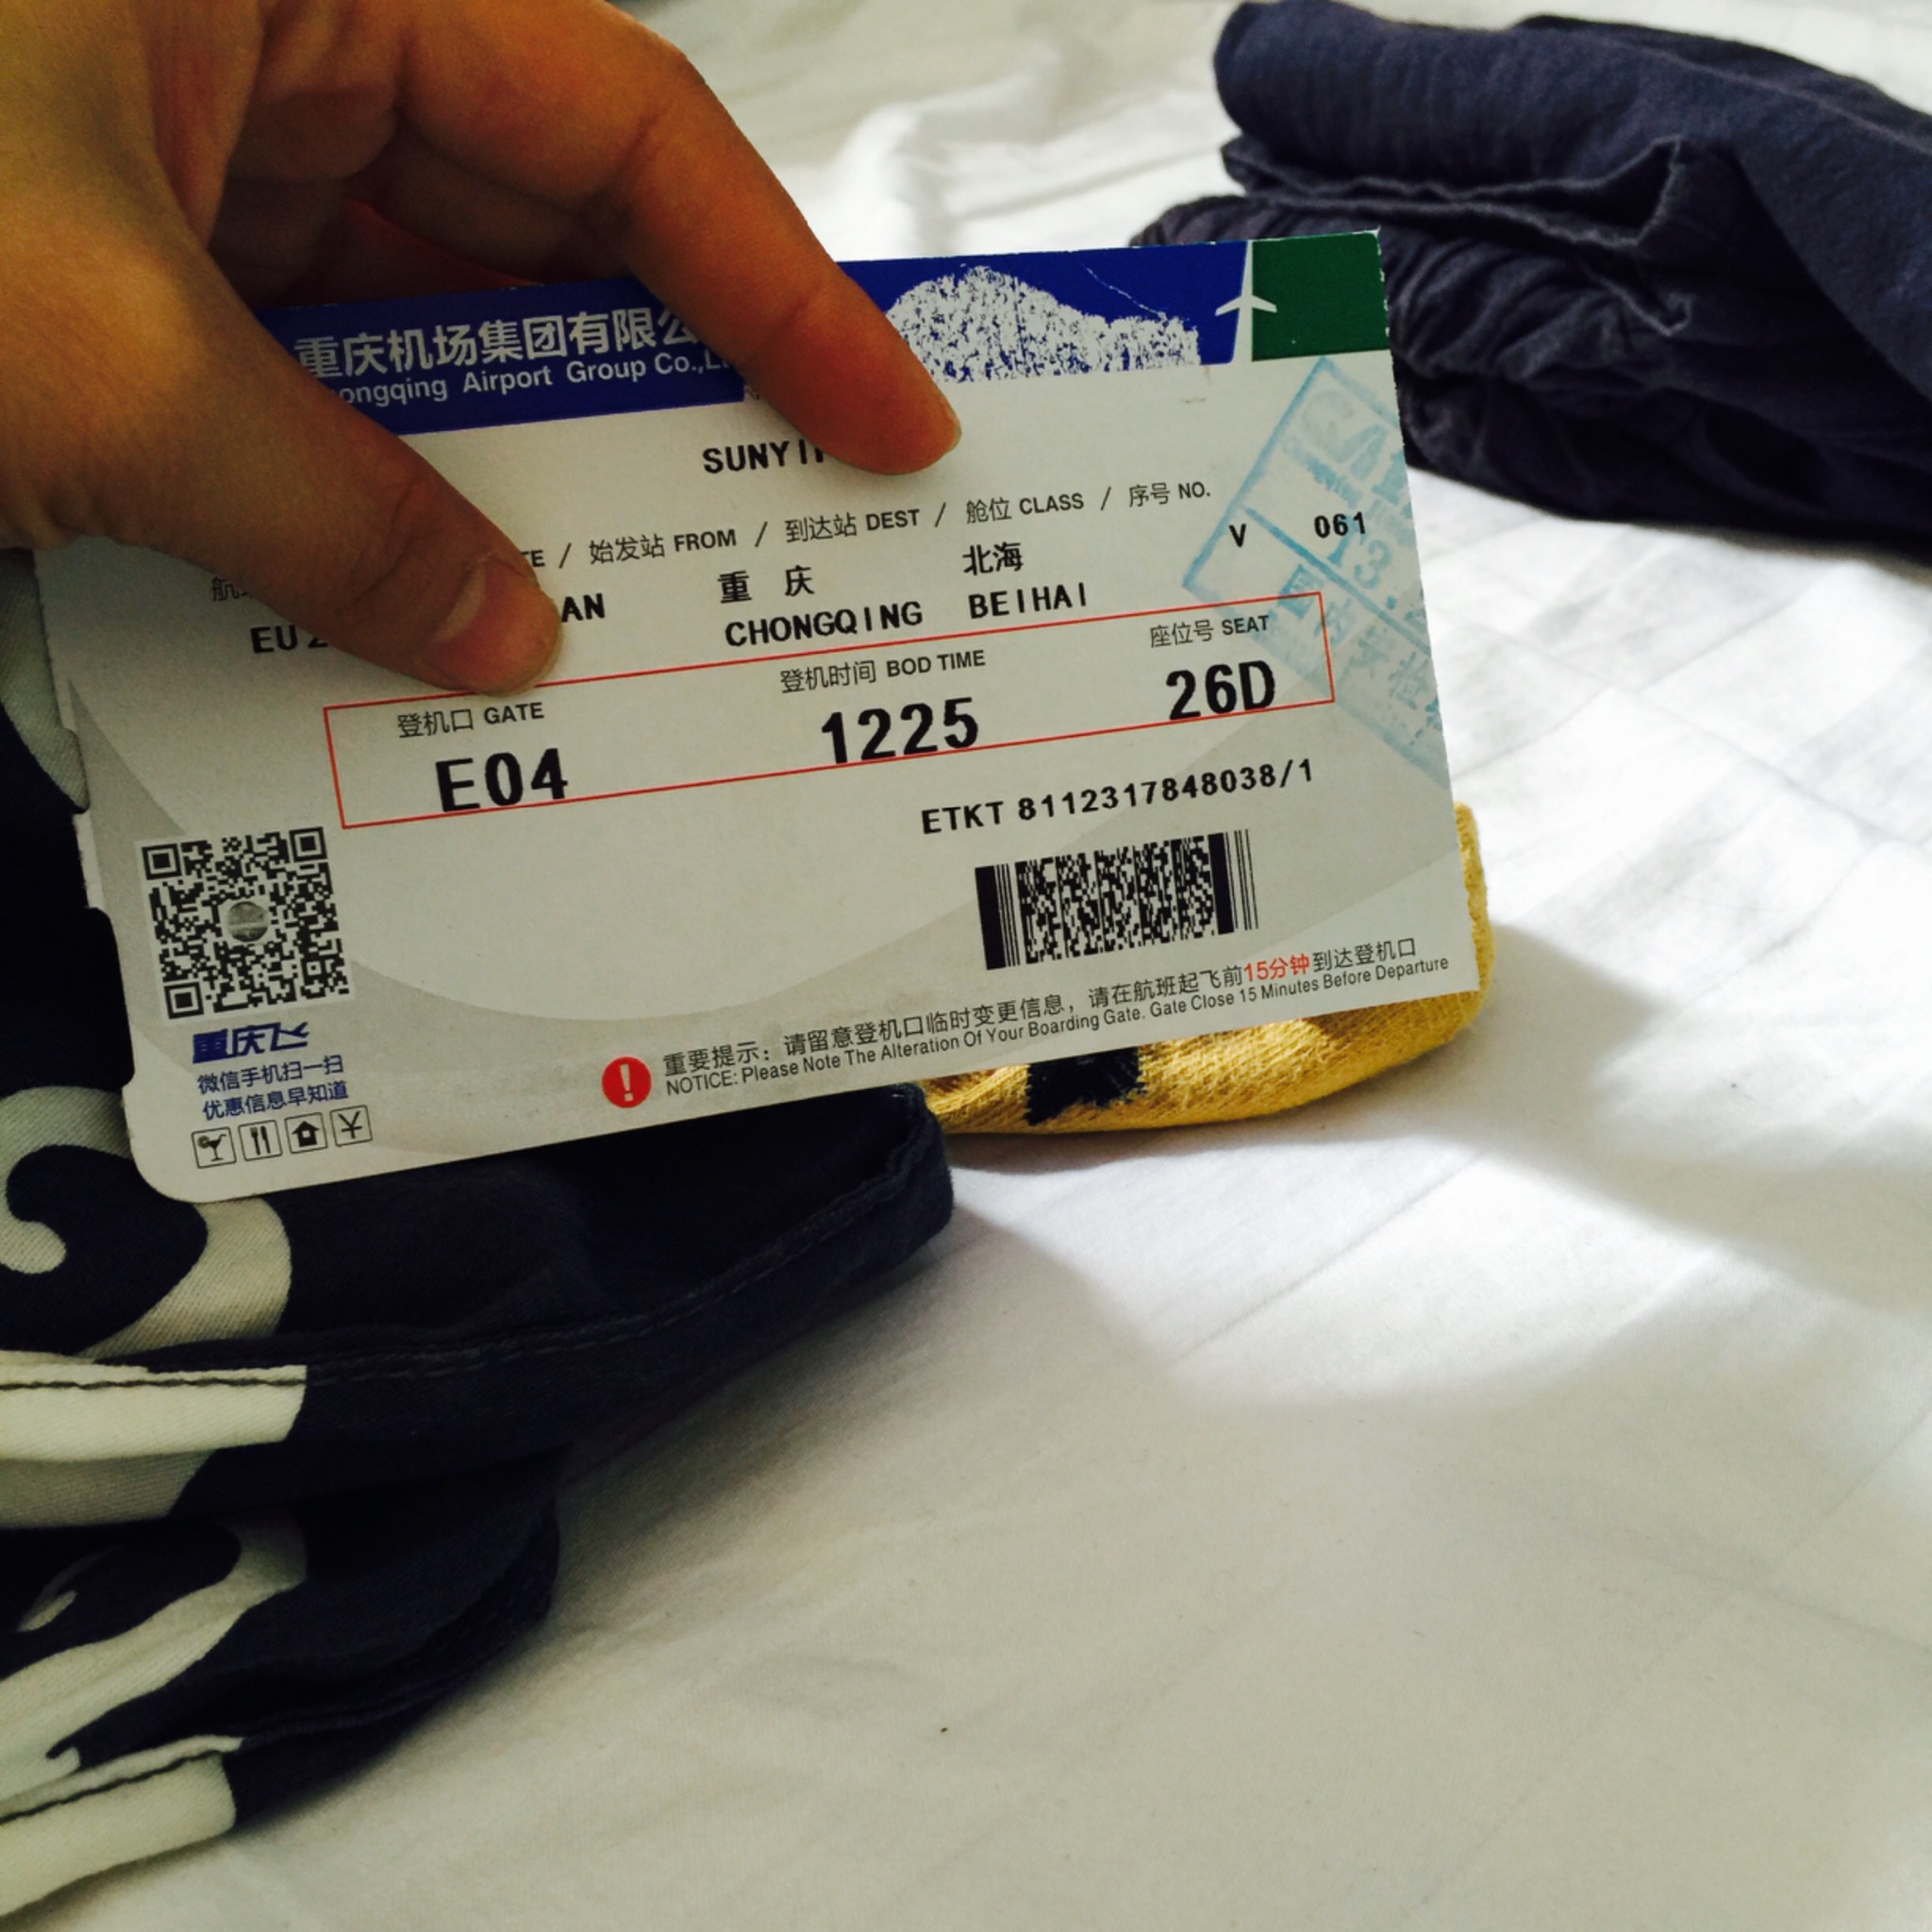 重庆机场集团有限
Airport Group Co.,L
/ 始发站 FROM / 到达站 DEST / 舱位 CLASS / 序号 NO.
EU
AN
重 庆
北海
V 061
CHONGQING BEIHAI
登机口 GATE 登机时间 BOD TIME 座位号 SEAT
E04 1225 26D
ETKT 8112317848038/1
重庆飞
微信手机扫一扫
优惠信息早知道
重要提示：请留意登机口临时变更信息，请在航班起飞前15分钟到达登机口
NOTICE: Please Note The Alteration Of Your Boarding Gate. Gate Close 15 Minutes Before Departure